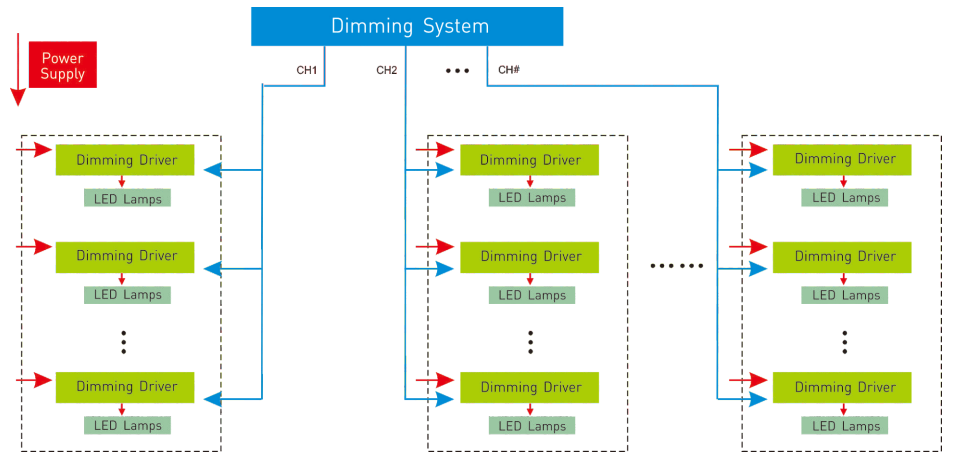 Dimming System
Power
Supply
CH1
CH2
•••
CH#
Dimming Driver
LED Lamps
Dimming Driver
LED Lamps
Dimming Driver
LED Lamps
Dimming Driver
LED Lamps
Dimming Driver
LED Lamps
Dimming Driver
LED Lamps
••••••
Dimming Driver
LED Lamps
Dimming Driver
LED Lamps
Dimming Driver
LED Lamps